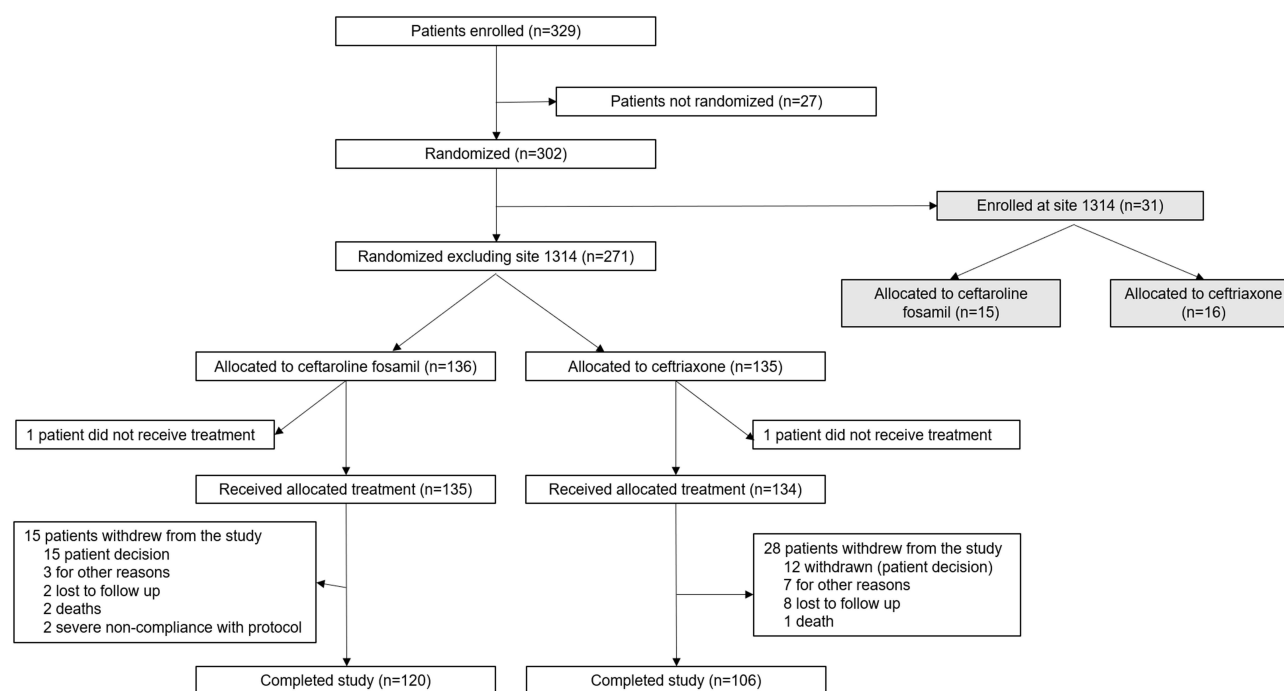 Patients enrolled (n=329)
Patients not randomized (n=27)
Randomized (n=302)
Enrolled at site 1314 (n=31)
Randomized excluding site 1314 (n=271)
Allocated to ceftaroline
fosamil (n=15)
Allocated to ceftriaxone
(n=16)
Allocated to ceftaroline fosamil (n=136)
Allocated to ceftriaxone (n=135)
1 patient did not receive treatment
1 patient did not receive treatment
Received allocated treatment (n=135)
Received allocated treatment (n=134)
15 patients withdrew from the study
15 patient decision
3 for other reasons
2 lost to follow up
2 deaths
2 severe non-compliance with protocol
28 patients withdrew from the study
12 withdrawn (patient decision)
7 for other reasons
8 lost to follow up
1 death
Completed study (n=120)
Completed study (n=106)